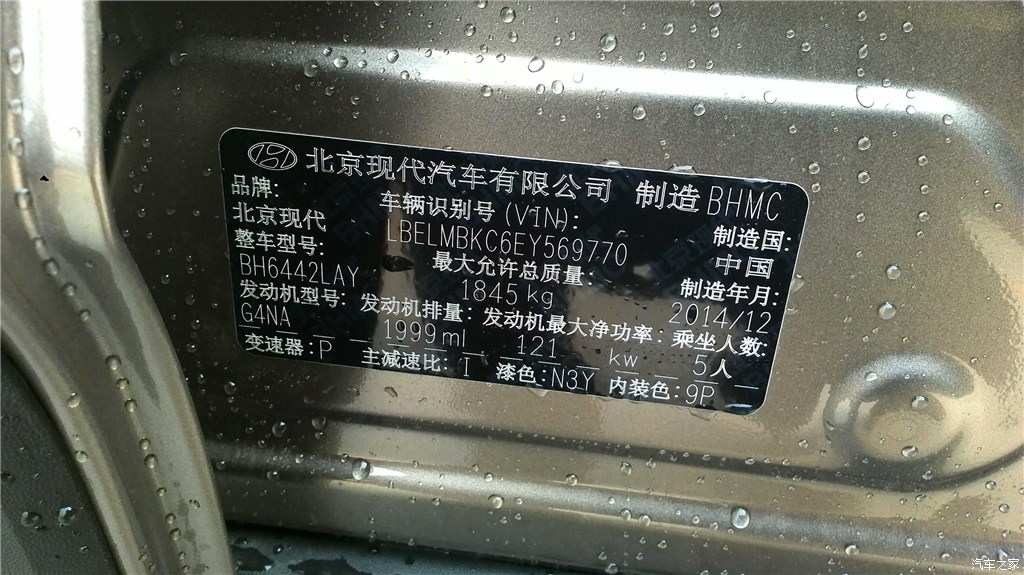 北京现代汽车有限公司 制造 BHMC
品牌: 车辆识别号(VIN): 制造国:
北京现代 LBELMBKC6EY569770 中国
整车型号: 最大允许总质量: 制造年月:
BH6442LAY 1845 kg 2014/12
发动机型号: 发动机排量: 发动机最大净功率: 乘坐人数:
G4NA 1999 ml 121 kw 5人
变速器: P 主减速比: I 漆色: N3Y 内装色: 9P
汽车之家